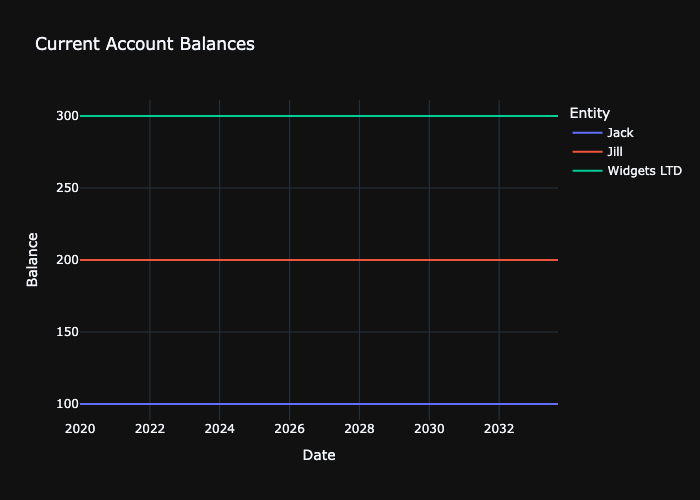 Current Account Balances
Entity
Jack
Jill
Widgets LTD
Balance
300
250
200
150
100
2020 2022 2024 2026 2028 2030 2032
Date